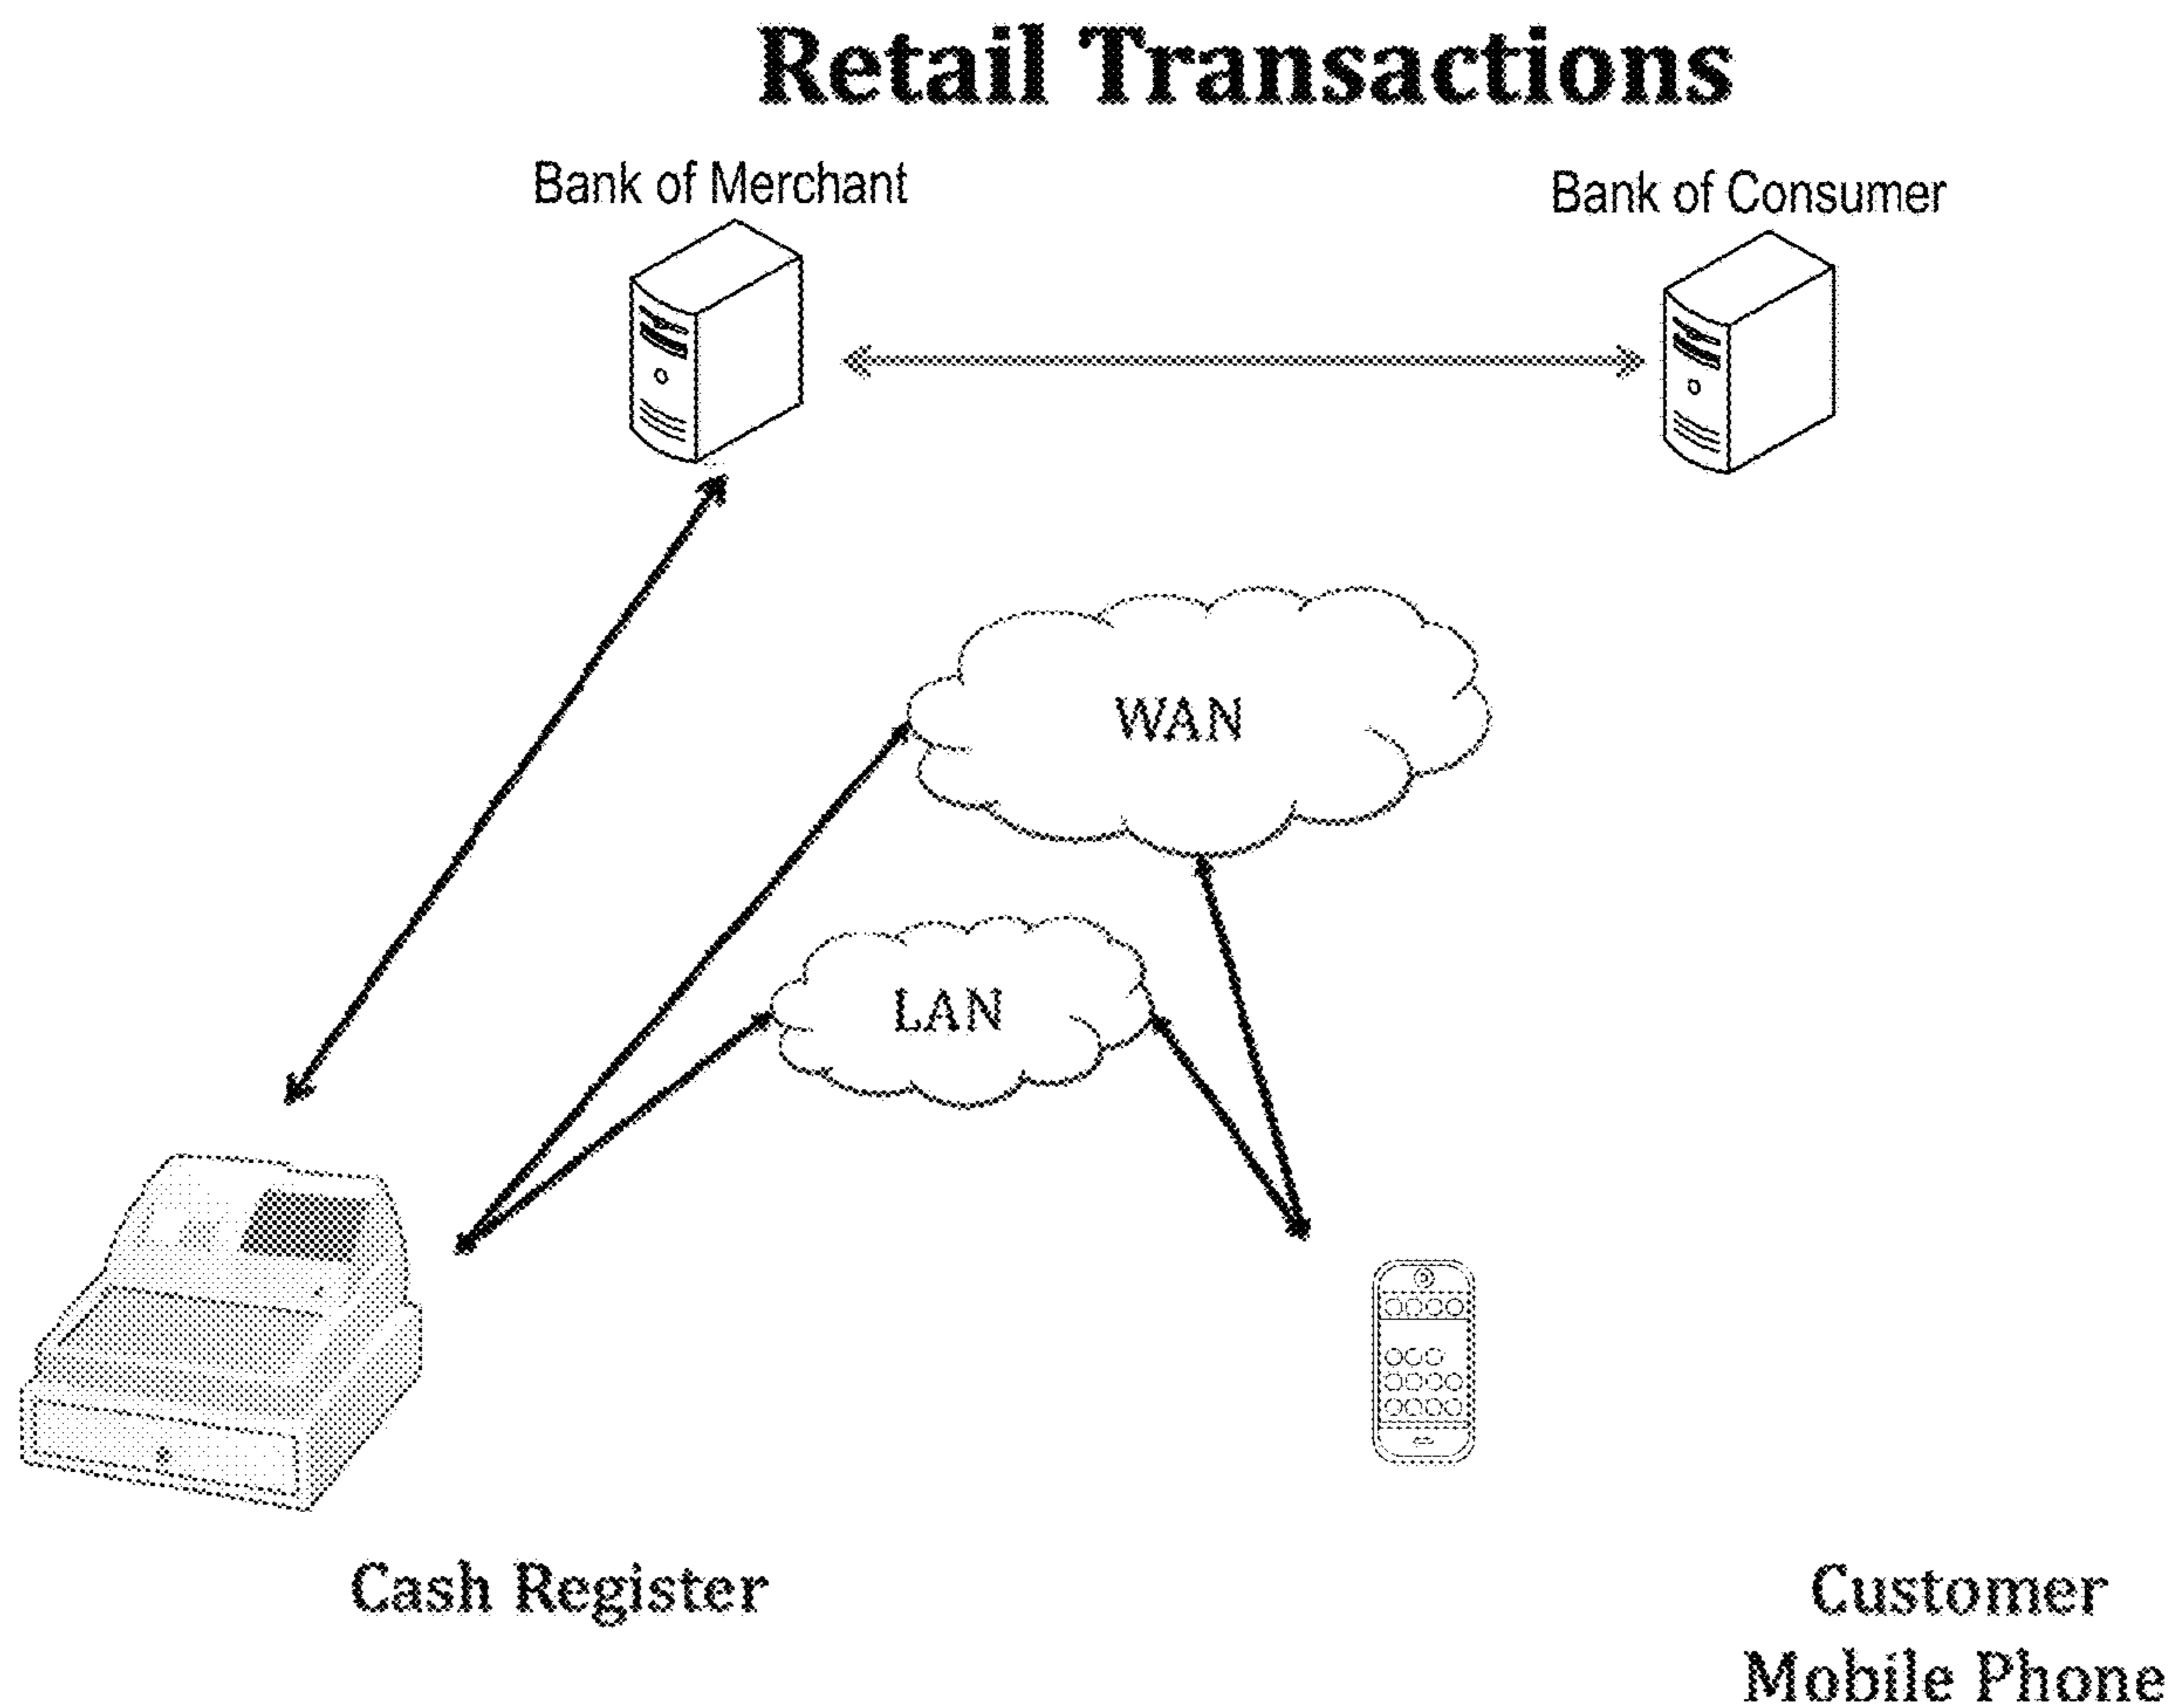 Retail Transactions
Bank of Merchant
Bank of Consumer
WAN
LAN
Cash Register
Customer
Mobile Phone